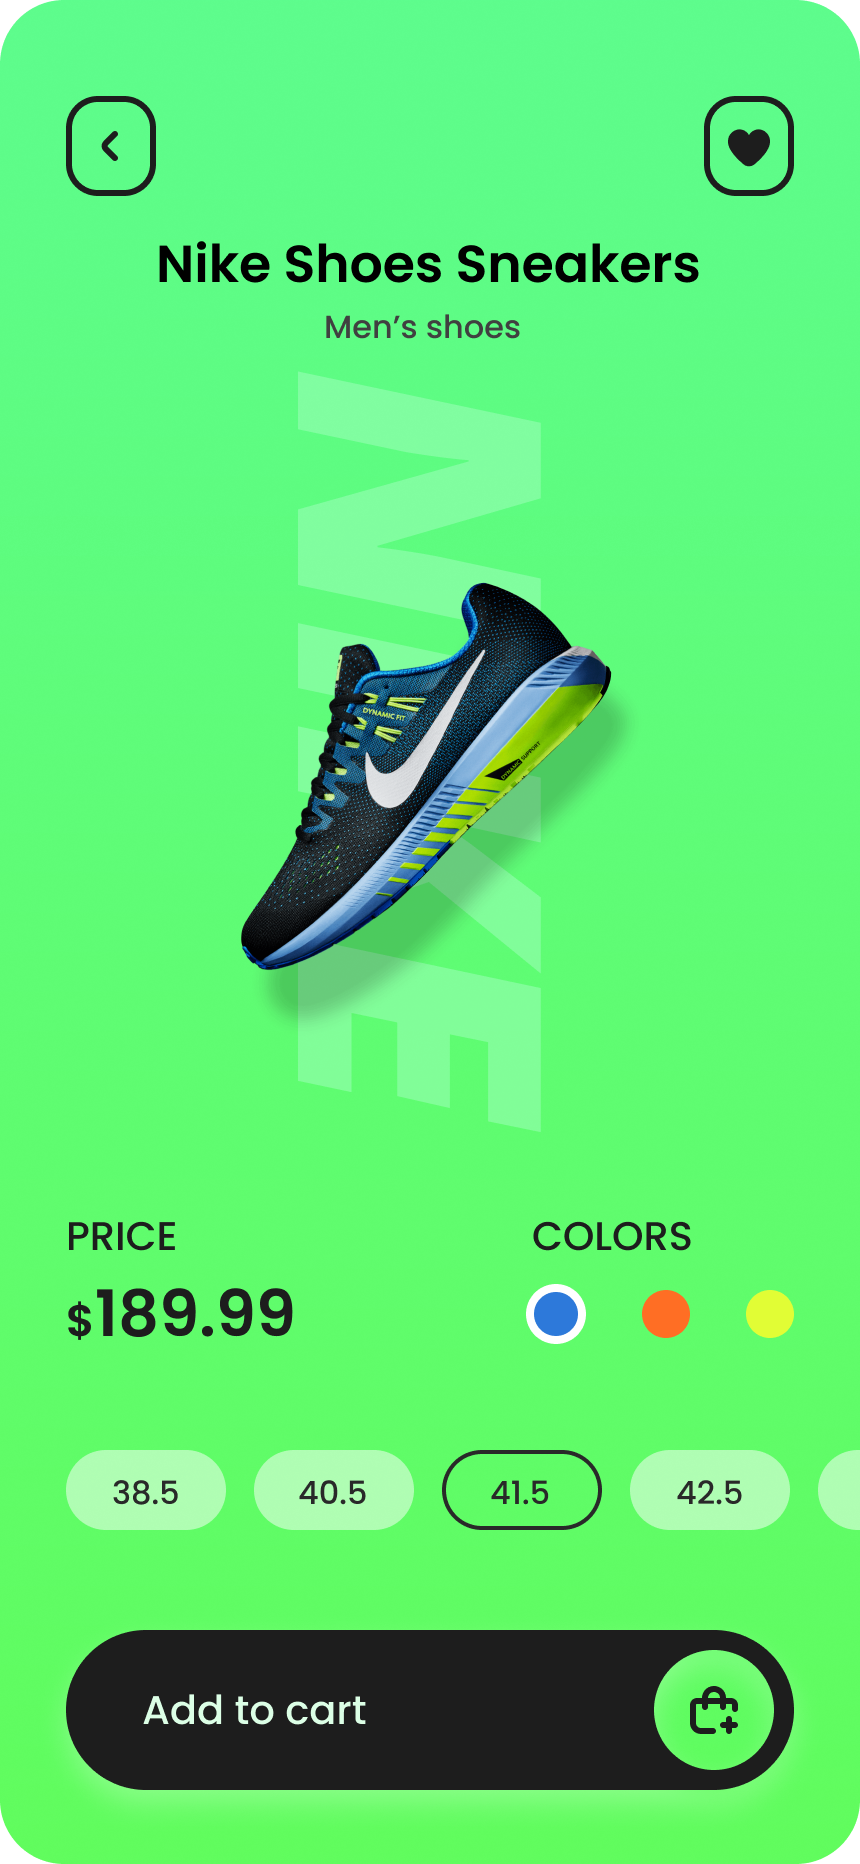 Nike Shoes Sneakers
Men’s shoes
NIKE
DYNAMIC FIT
DYNAMIC SUPPORT
PRICE
COLORS
$189.99
38.5 40.5 41.5 42.5
Add to cart